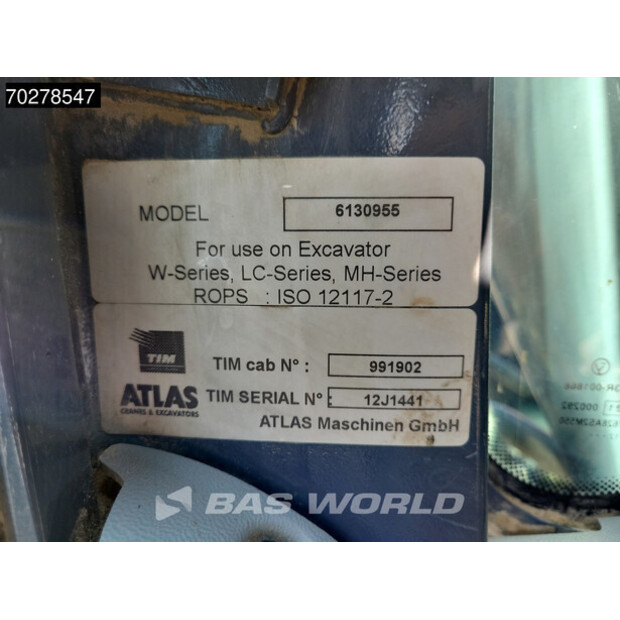 70278547
MODEL 6130955
For use on Excavator
W-Series, LC-Series, MH-Series
ROPS : ISO 12117-2
TIM
TIM cab N° : 991902
ATLAS
CRANES & EXCAVATORS
TIM SERIAL N° : 12J1441
ATLAS Maschinen GmbH
BAS WORLD